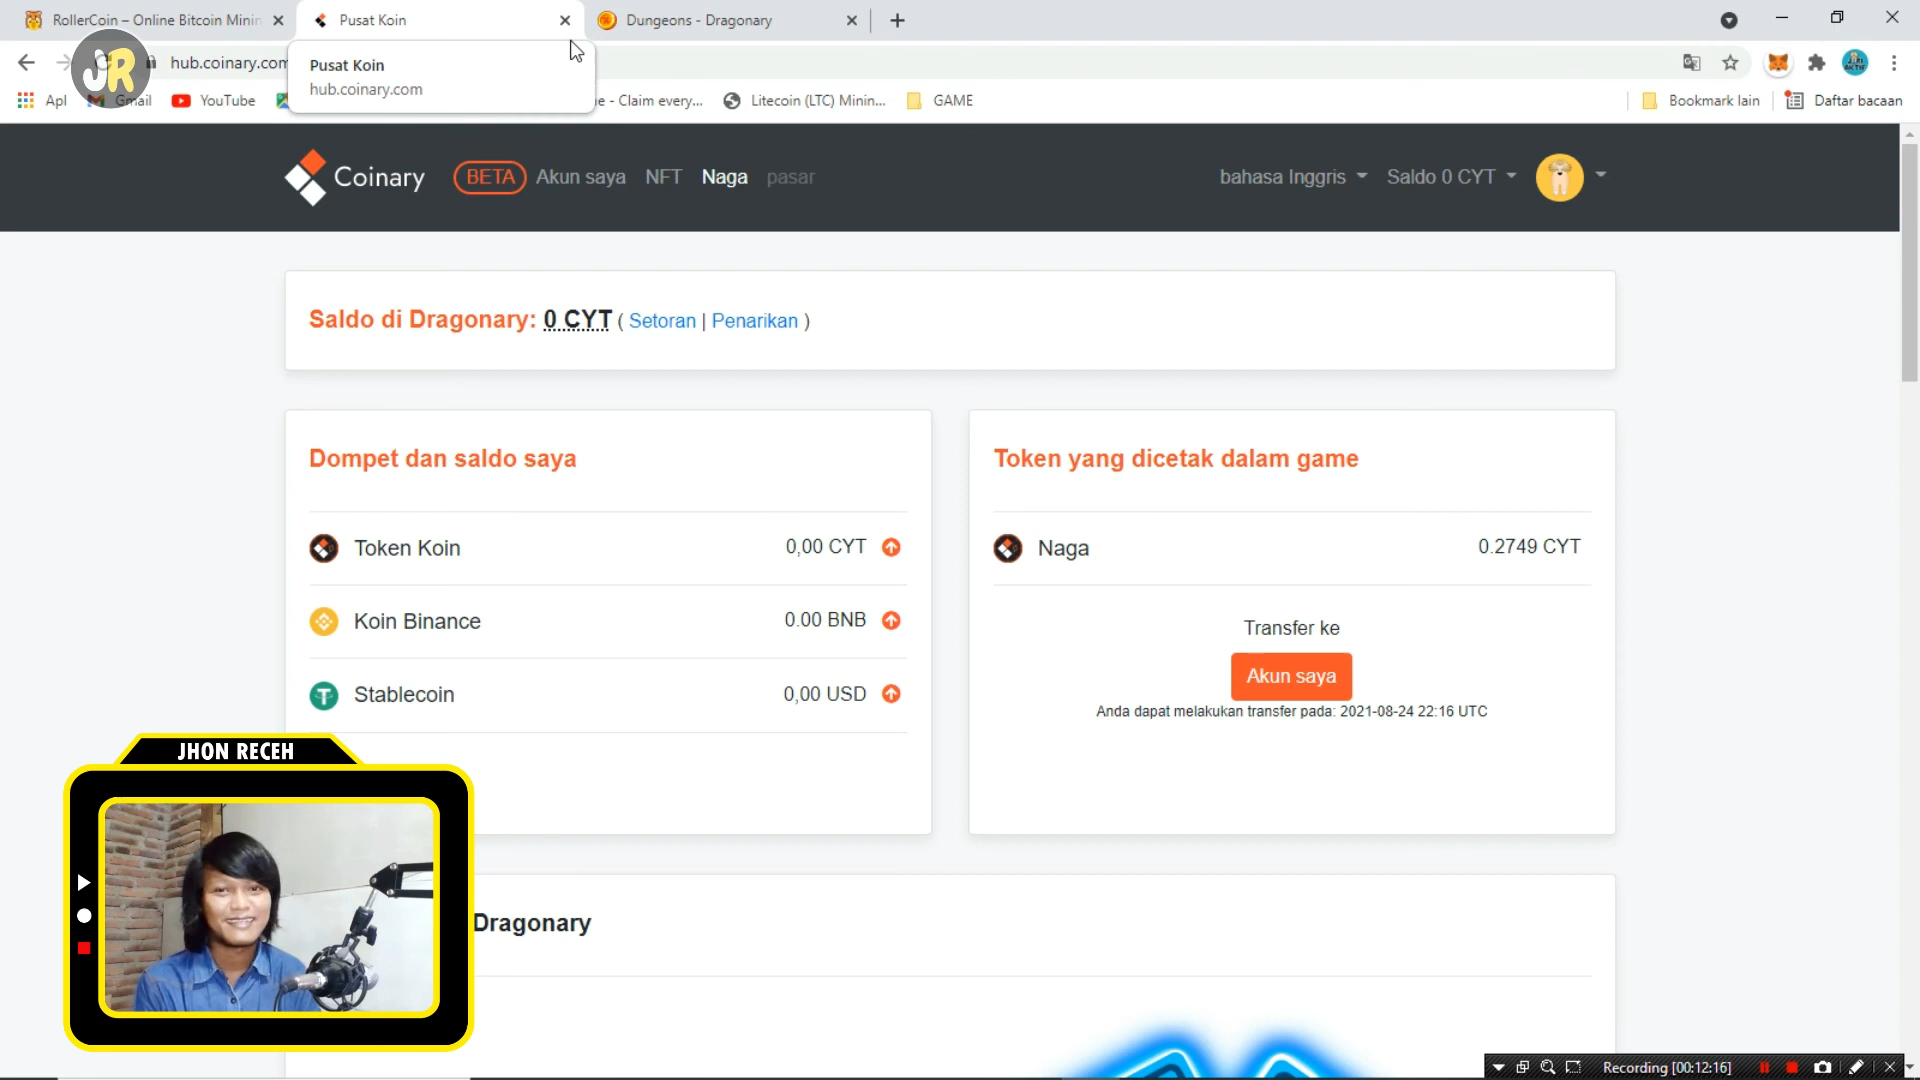 RollerCoin – Online Bitcoin Minin
Pusat Koin
Dungeons - Dragonary
JR
hub.coinary.com
Pusat Koin
hub.coinary.com
Apl
Gmail
YouTube
e - Claim every...
Litecoin (LTC) Minin...
GAME
Bookmark lain
Daftar bacaan
Coinary
BETA
Akun saya
NFT
Naga
pasar
bahasa Inggris
Saldo 0 CYT
Saldo di Dragonary: 0 CYT ( Setoran | Penarikan )
Dompet dan saldo saya
Token Koin
0,00 CYT
Koin Binance
0.00 BNB
Stablecoin
0,00 USD
Token yang dicetak dalam game
Naga
0.2749 CYT
Transfer ke
Akun saya
Anda dapat melakukan transfer pada: 2021-08-24 22:16 UTC
JHON RECEH
Dragonary
Recording [00:12:16]